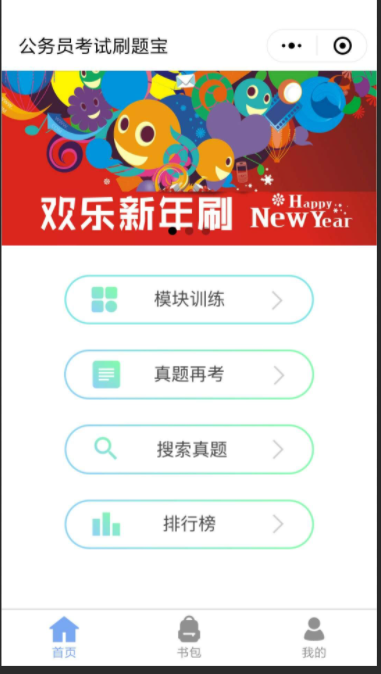 公务员考试刷题宝
欢乐新年刷
Happy
New Year
模块训练
真题再考
搜索真题
排行榜
首页
书包
我的